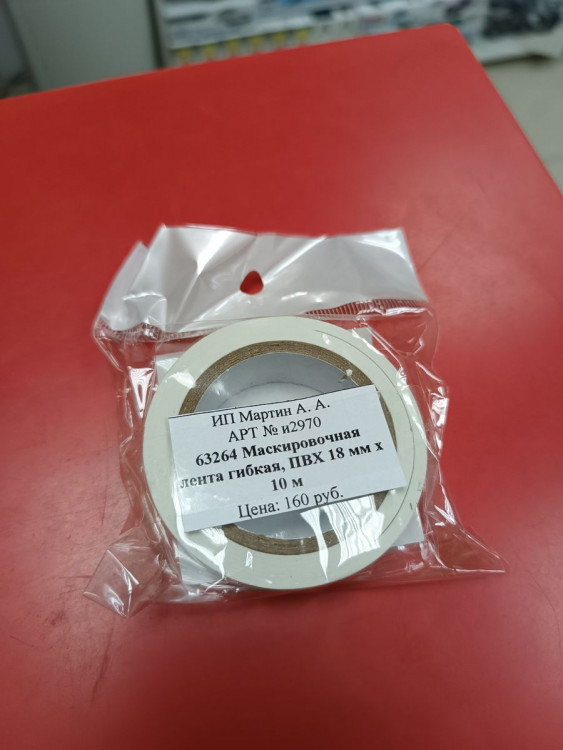 ИП Мартин А. А.
АРТ № и2970
63264 Маскировочная
лента гибкая, ПВХ 18 мм х
10 м
Цена: 160 руб.